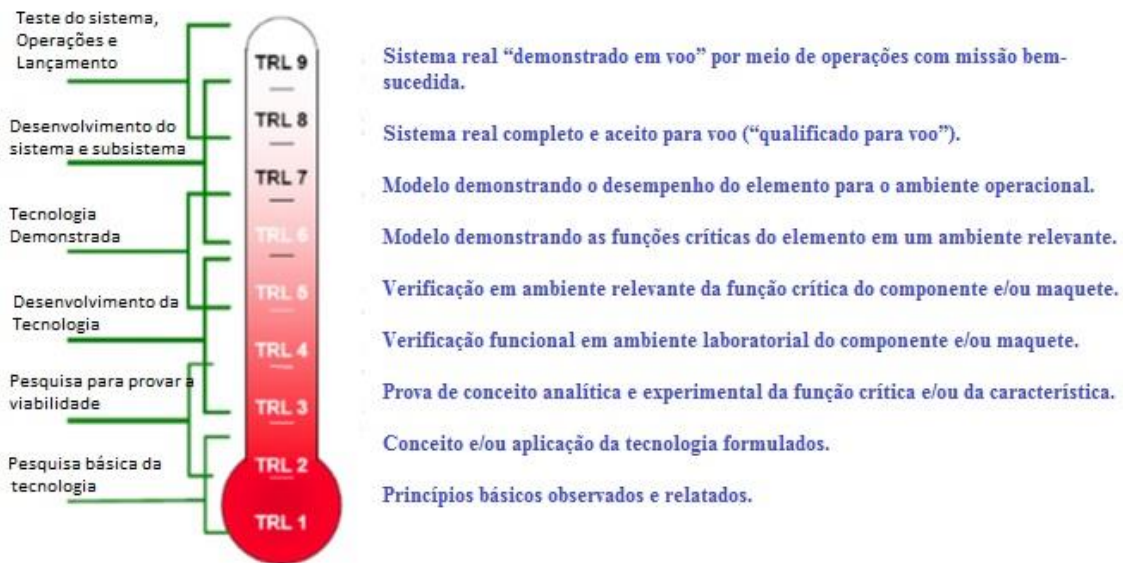 Teste do sistema,
Operações e
Lançamento
Desenvolvimento do
sistema e subsistema
Tecnologia
Demonstrada
Desenvolvimento da
Tecnologia
Pesquisa para provar a
viabilidade
Pesquisa básica da
tecnologia
TRL 9
TRL 8
TRL 7
TRL 6
TRL 5
TRL 4
TRL 3
TRL 2
TRL 1
Sistema real “demonstrado em voo” por meio de operações com missão bem-
sucedida.
Sistema real completo e aceito para voo (“qualificado para voo”).
Modelo demonstrando o desempenho do elemento para o ambiente operacional.
Modelo demonstrando as funções críticas do elemento em um ambiente relevante.
Verificação em ambiente relevante da função crítica do componente e/ou maquete.
Verificação funcional em ambiente laboratorial do componente e/ou maquete.
Prova de conceito analítica e experimental da função crítica e/ou da característica.
Conceito e/ou aplicação da tecnologia formulados.
Princípios básicos observados e relatados.